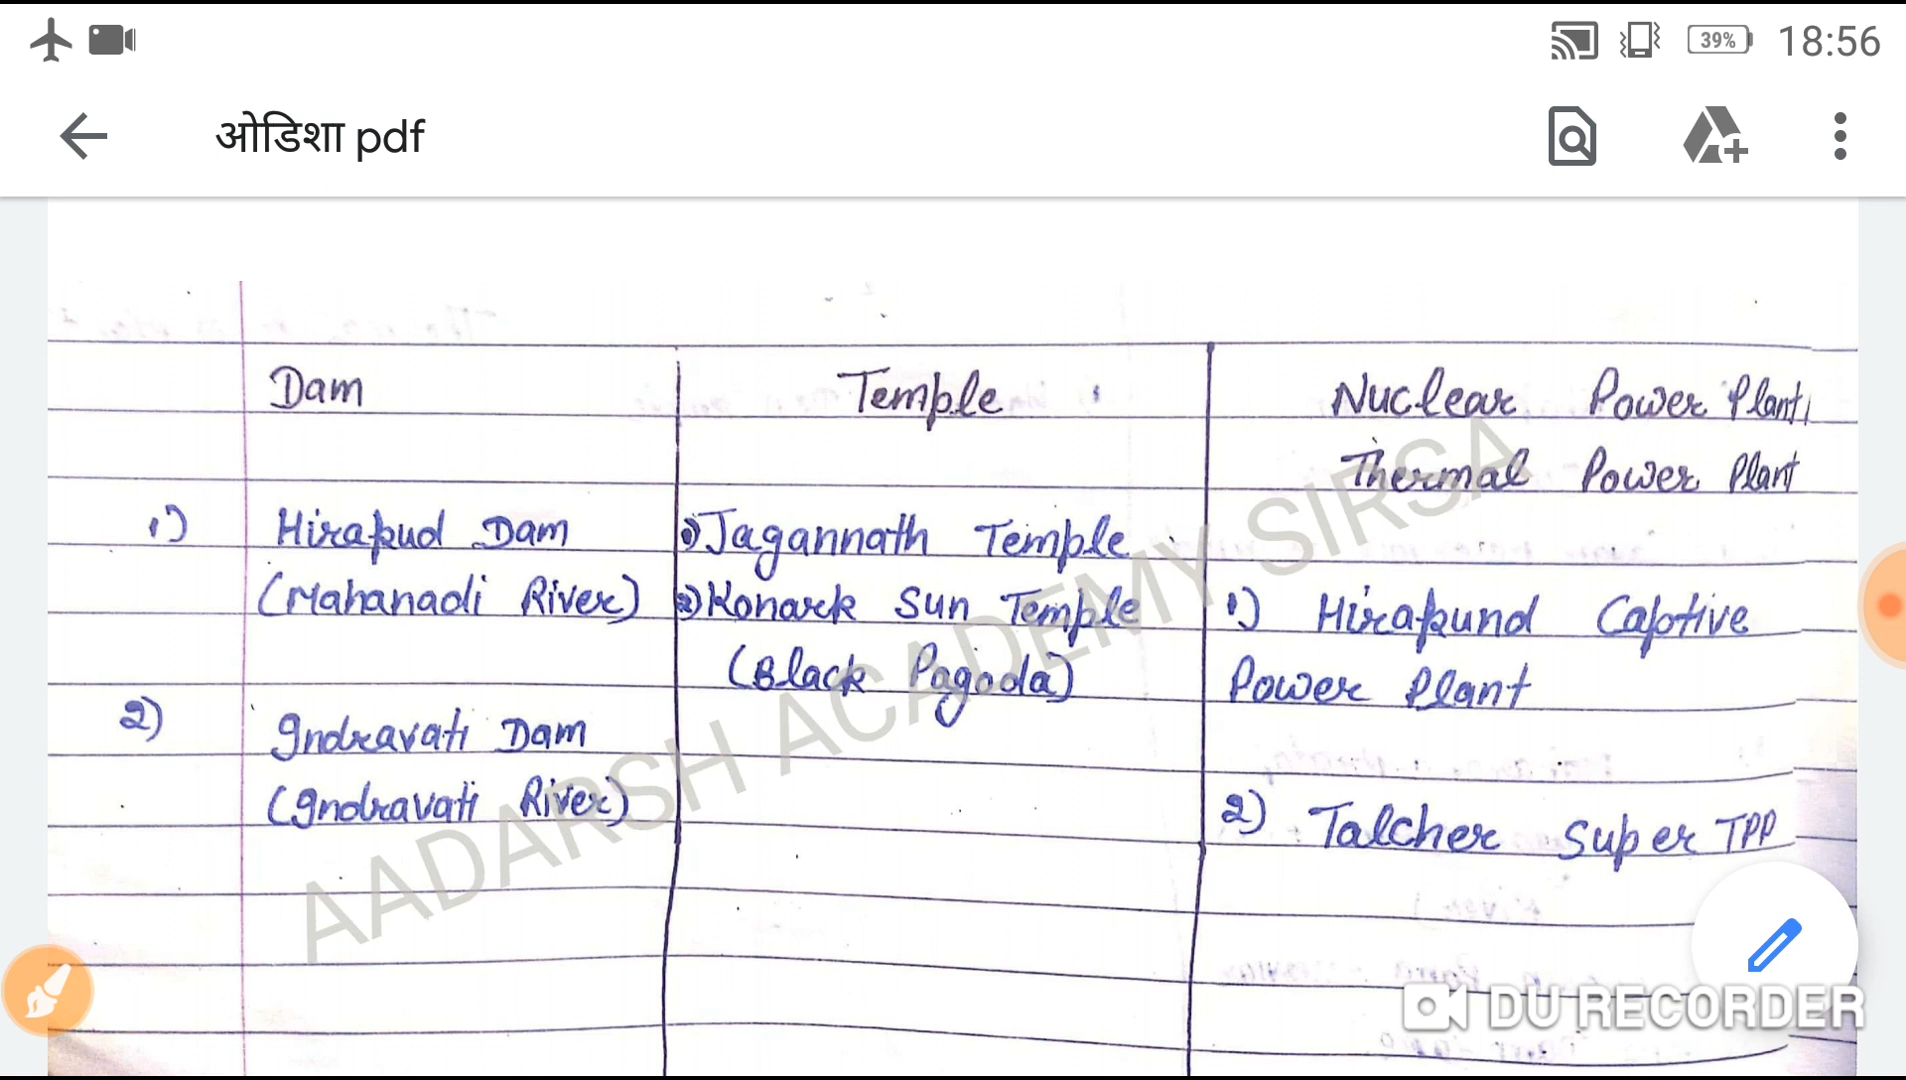 39%
18:56
ओडिशा pdf
Dam
Temple
Nuclear Power Plant,
Thermal Power Plant
1) Hirakud Dam
(Mahanadi River)
1) Jagannath Temple
2) Konark Sun Temple
(Black Pagoda)
1) Hirakund Captive
Power Plant
2) Indravati Dam
(Indravati River)
2) Talcher Super TPP
AADARSH ACADEMY SIRSA
DU RECORDER